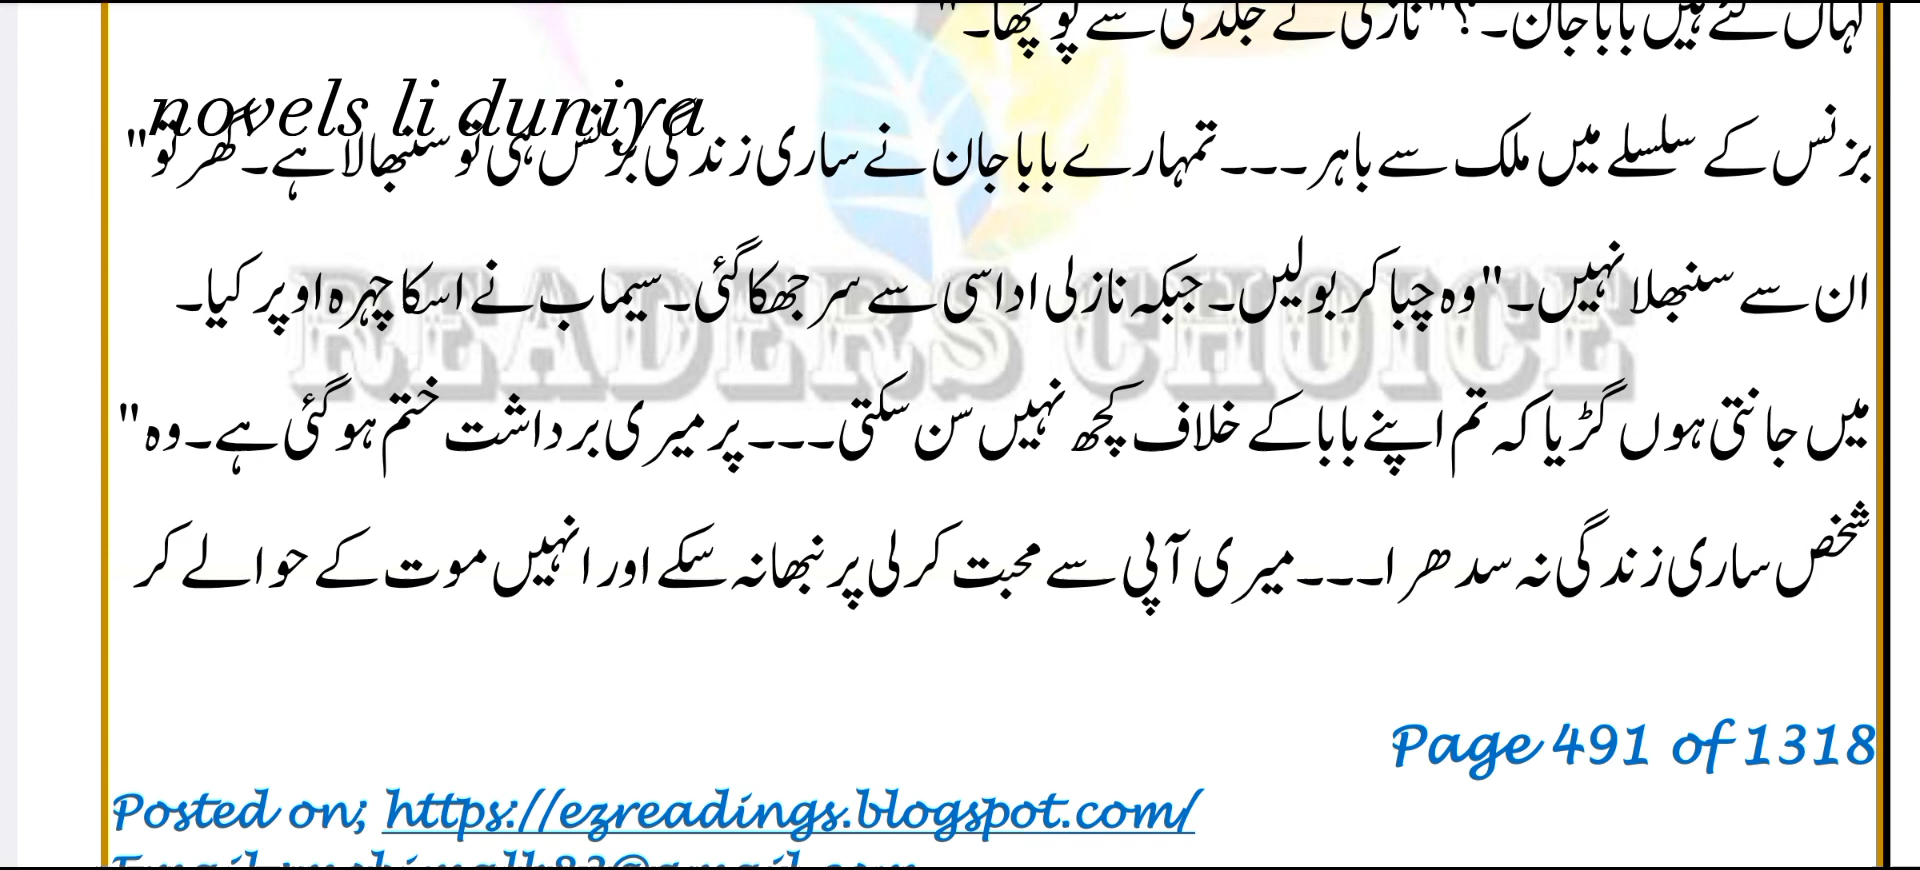 کہاں گئے ہیں بابا جان۔؟" نازلی نے جلدی سے پوچھا۔"
novels li duniya
بزنس کے سلسلے میں ملک سے باہر ۔۔۔ تمہارے بابا جان نے ساری زندگی بزنس ہی تو سنبھالا ہے۔ گھر تو"
ان سے سنبھلا نہیں۔" وہ چبا کر بولیں۔ جبکہ نازلی اداسی سے سر جھکا گئی۔ سیماب نے اسکا چہرہ اوپر کیا۔
READERS CHOICE
میں جانتی ہوں گڑیا کہ تم اپنے بابا کے خلاف کچھ نہیں سن سکتی۔۔۔ پر میری برداشت ختم ہو گئی ہے۔ وہ"
شخص ساری زندگی نہ سدھرا۔۔۔ میری آپی سے محبت کر لی پر نبھا نہ سکے اور انہیں موت کے حوالے کر
Page 491 of 1318
Posted on; https://ezreadings.blogspot.com/